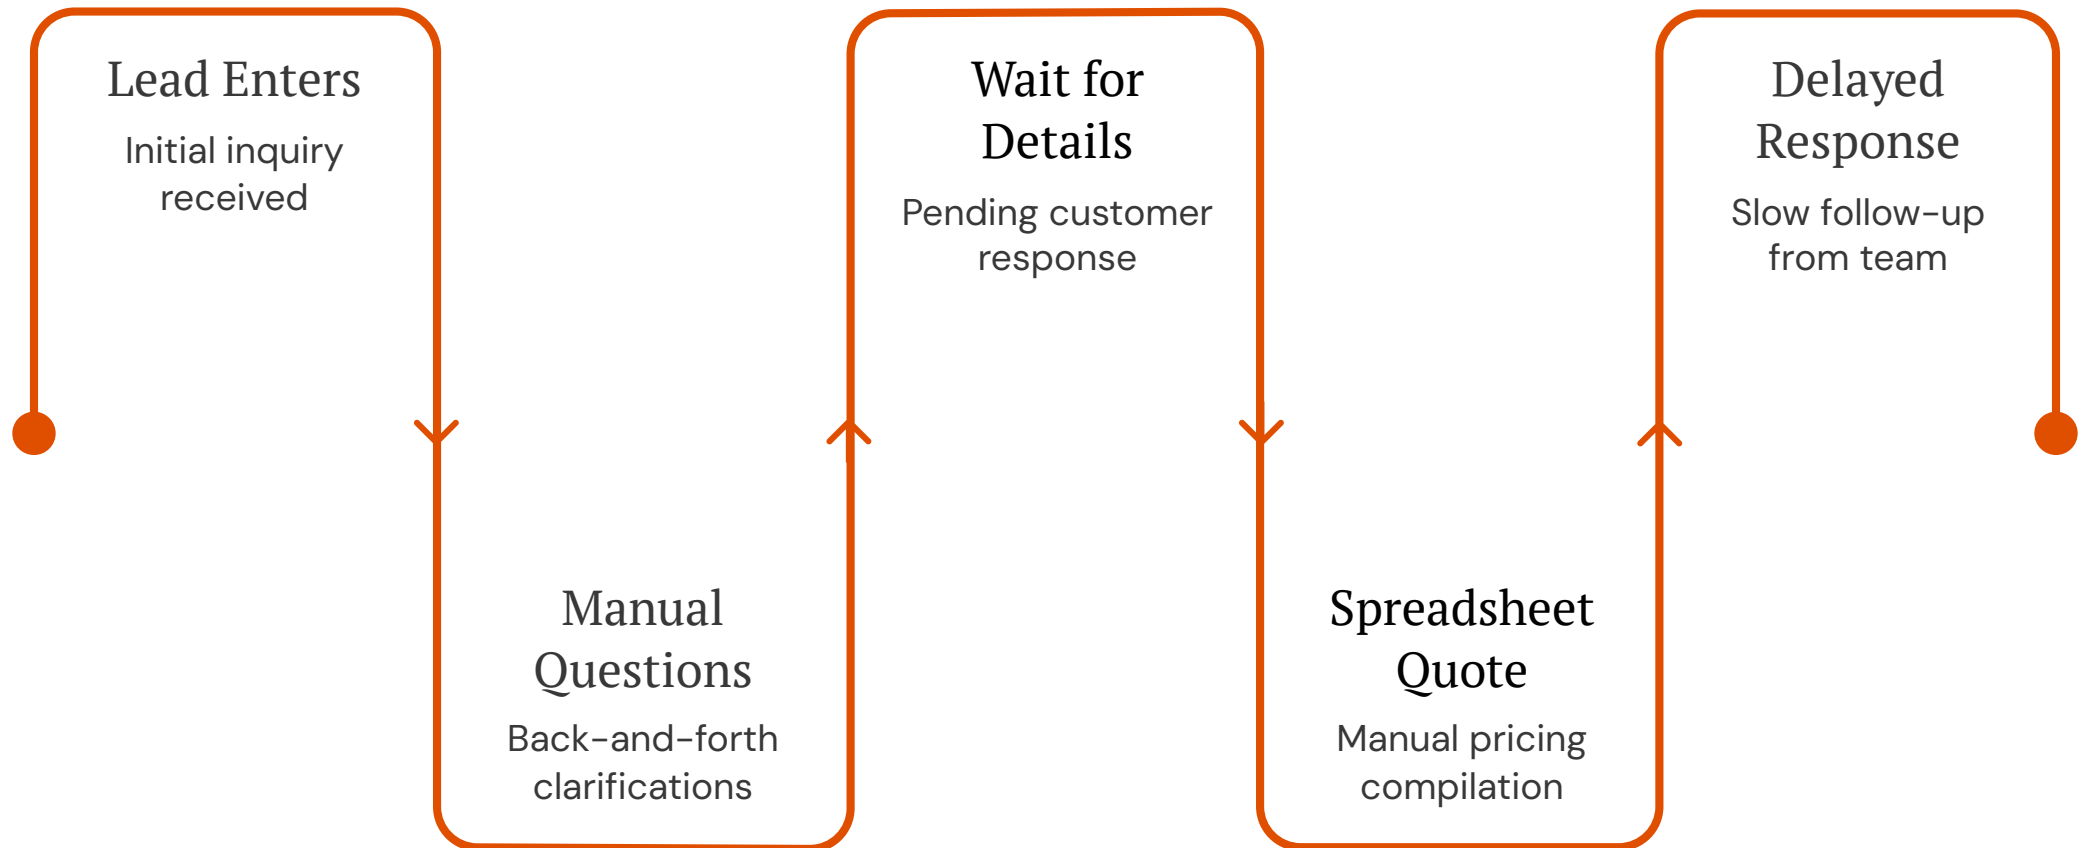 Lead Enters
Initial inquiry
received
Manual
Questions
Back-and-forth
clarifications
Wait for
Details
Pending customer
response
Spreadsheet
Quote
Manual pricing
compilation
Delayed
Response
Slow follow-up
from team